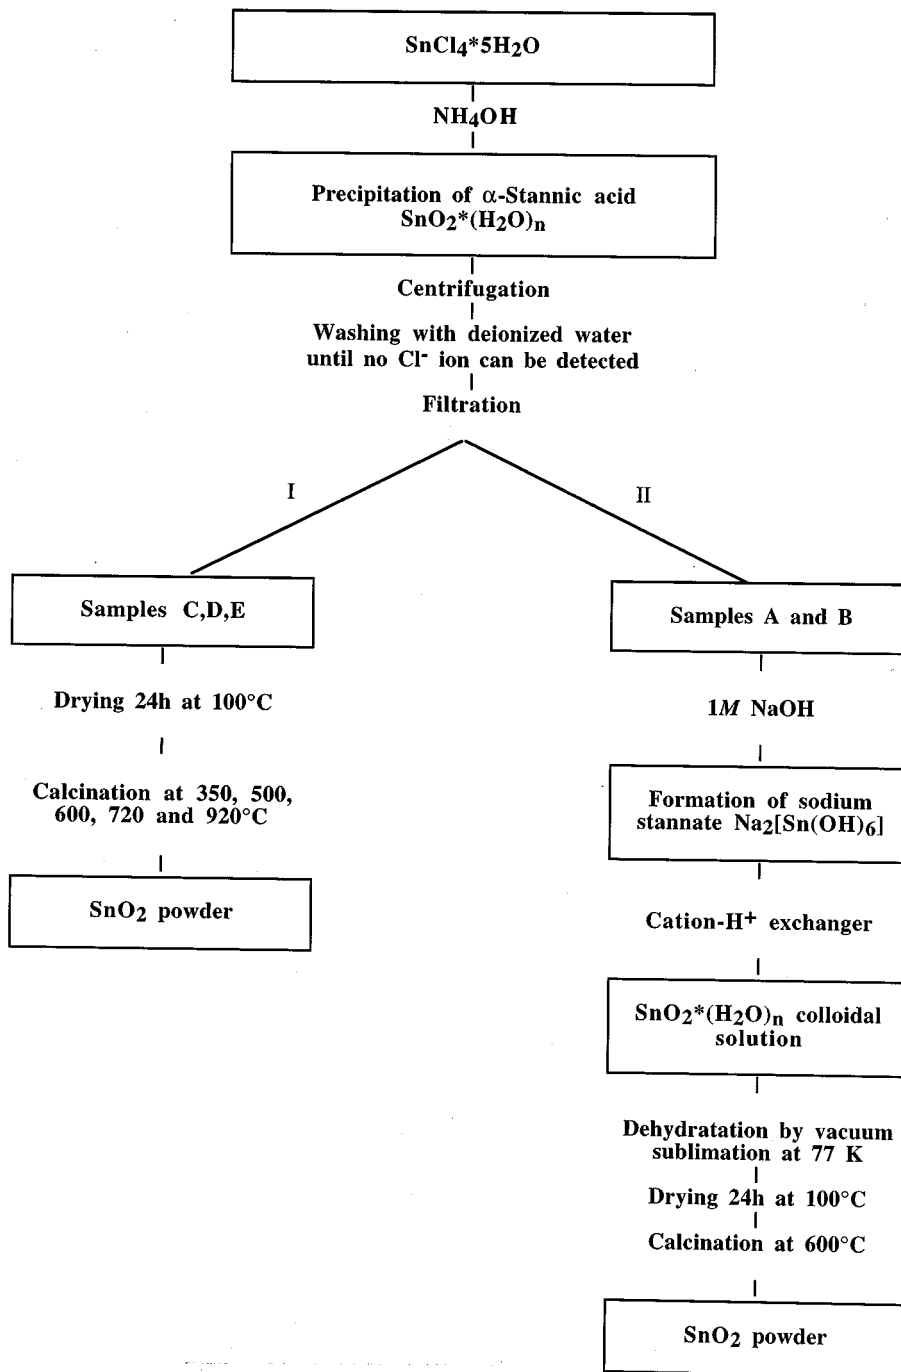 SnCl4*5H2O
NH4OH
Precipitation of α-Stannic acid
SnO2*(H2O)n
Centrifugation
Washing with deionized water
until no Cl- ion can be detected
Filtration
I
II
Samples C,D,E
Drying 24h at 100°C
Calcination at 350, 500,
600, 720 and 920°C
SnO2 powder
Samples A and B
1M NaOH
Formation of sodium
stannate Na2[Sn(OH)6]
Cation-H+ exchanger
SnO2*(H2O)n colloidal
solution
Dehydratation by vacuum
sublimation at 77 K
Drying 24h at 100°C
Calcination at 600°C
SnO2 powder